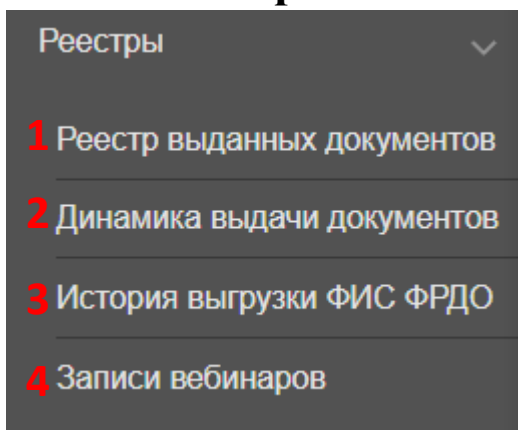 Реестры
1 Реестр выданных документов
2 Динамика выдачи документов
3 История выгрузки ФИС ФРДО
4 Записи вебинаров